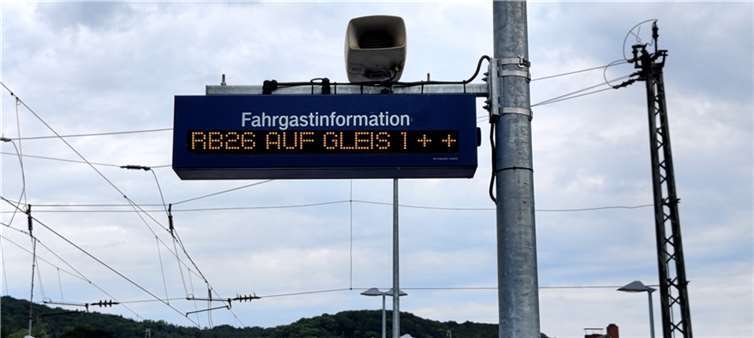 Fahrgastinformation
RB26 AUF GLEIS 1 + +